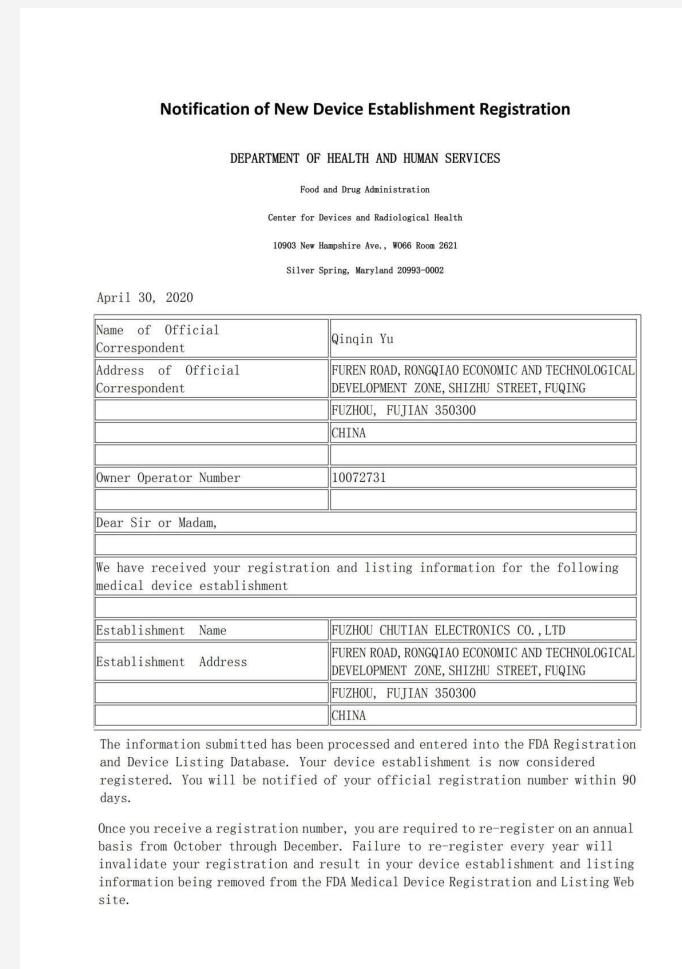 Notification of New Device Establishment Registration
DEPARTMENT OF HEALTH AND HUMAN SERVICES
Food and Drug Administration
Center for Devices and Radiological Health
10903 New Hampshire Ave., WO66 Room 2621
Silver Spring, Maryland 20993-0002
April 30, 2020
Name of Official
Correspondent
Qinqin Yu
Address of Official
Correspondent
FUREN ROAD, RONGQIAO ECONOMIC AND TECHNOLOGICAL
DEVELOPMENT ZONE, SHIZHU STREET, FUQING
FUZHOU, FUJIAN 350300
CHINA
Owner Operator Number
10072731
Dear Sir or Madam,
We have received your registration and listing information for the following
medical device establishment
Establishment Name
FUZHOU CHUTIAN ELECTRONICS CO.,LTD
Establishment Address
FUREN ROAD, RONGQIAO ECONOMIC AND TECHNOLOGICAL
DEVELOPMENT ZONE, SHIZHU STREET, FUQING
FUZHOU, FUJIAN 350300
CHINA
The information submitted has been processed and entered into the FDA Registration
and Device Listing Database. Your device establishment is now considered
registered. You will be notified of your official registration number within 90
days.
Once you receive a registration number, you are required to re-register on an annual
basis from October through December. Failure to re-register every year will
invalidate your registration and result in your device establishment and listing
information being removed from the FDA Medical Device Registration and Listing Web
site.